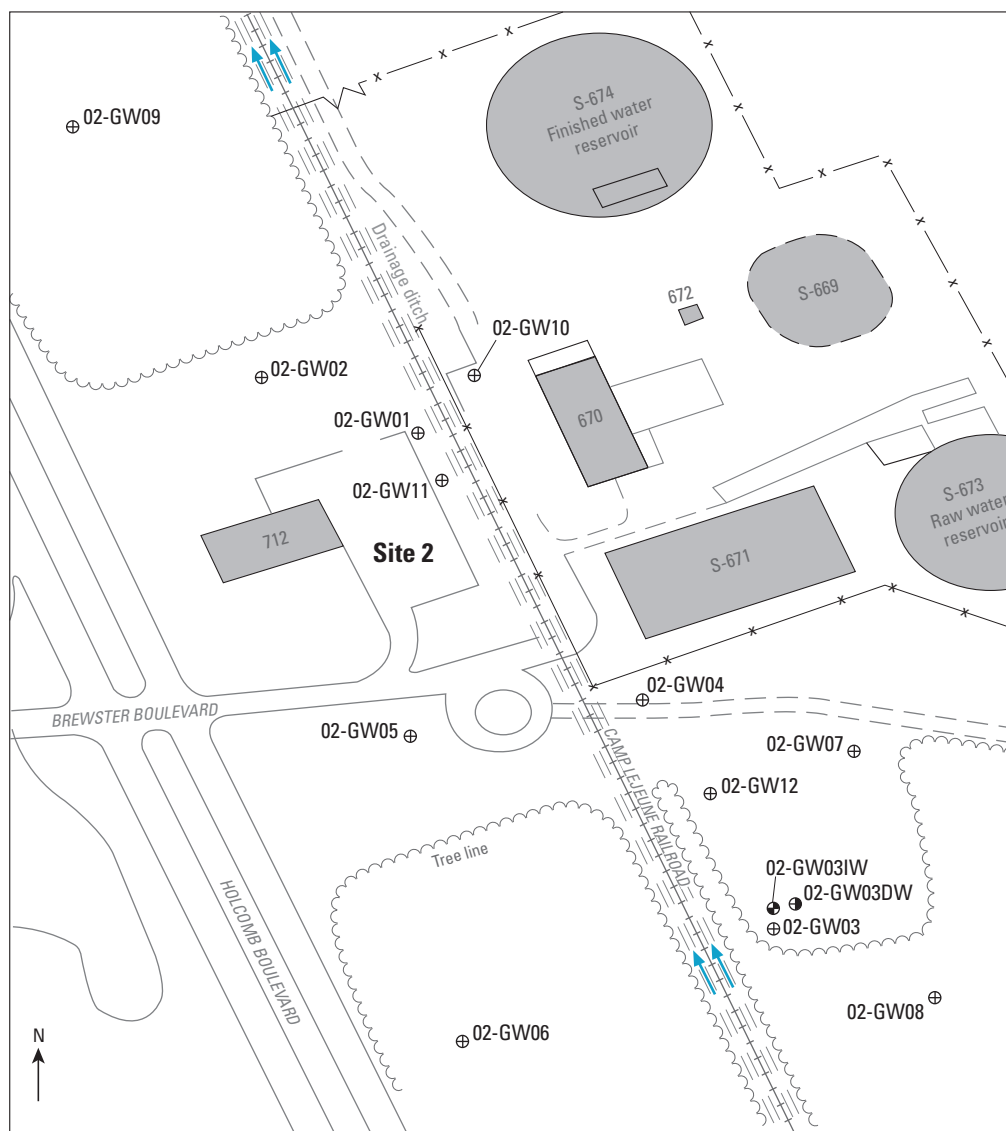 S-674
Finished water
reservoir
02-GW09
Drainage ditch
S-669
672
02-GW10
02-GW02
670
02-GW01
02-GW11
S-673
Raw water
reservoir
712
Site 2
S-671
02-GW04
BREWSTER BOULEVARD
02-GW05
02-GW07
CAMP LEJEUNE RAILROAD
02-GW12
Tree line
02-GW03IW
02-GW03DW
HOLCOMB BOULEVARD
02-GW03
02-GW08
N
02-GW06